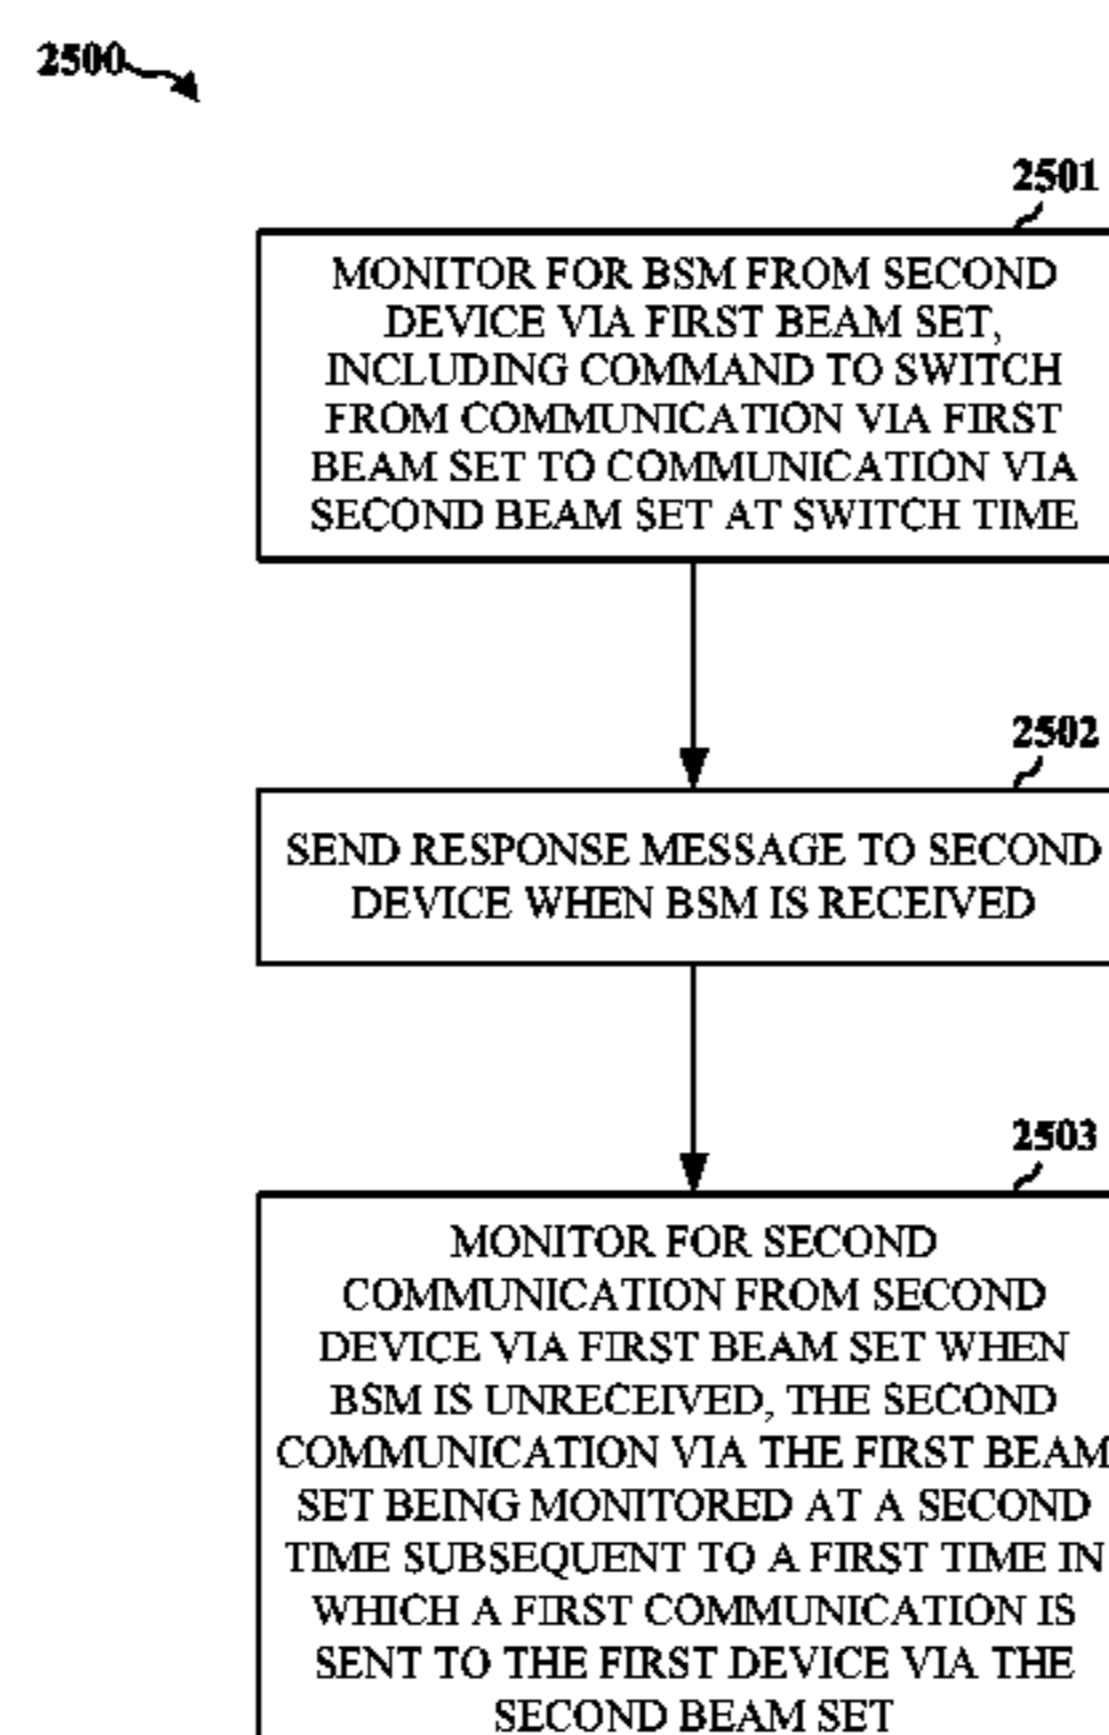 2500
2501
MONITOR FOR BSM FROM SECOND
DEVICE VIA FIRST BEAM SET,
INCLUDING COMMAND TO SWITCH
FROM COMMUNICATION VIA FIRST
BEAM SET TO COMMUNICATION VIA
SECOND BEAM SET AT SWITCH TIME
2502
SEND RESPONSE MESSAGE TO SECOND
DEVICE WHEN BSM IS RECEIVED
2503
MONITOR FOR SECOND
COMMUNICATION FROM SECOND
DEVICE VIA FIRST BEAM SET WHEN
BSM IS UNRECEIVED, THE SECOND
COMMUNICATION VIA THE FIRST BEAM
SET BEING MONITORED AT A SECOND
TIME SUBSEQUENT TO A FIRST TIME IN
WHICH A FIRST COMMUNICATION IS
SENT TO THE FIRST DEVICE VIA THE
SECOND BEAM SET